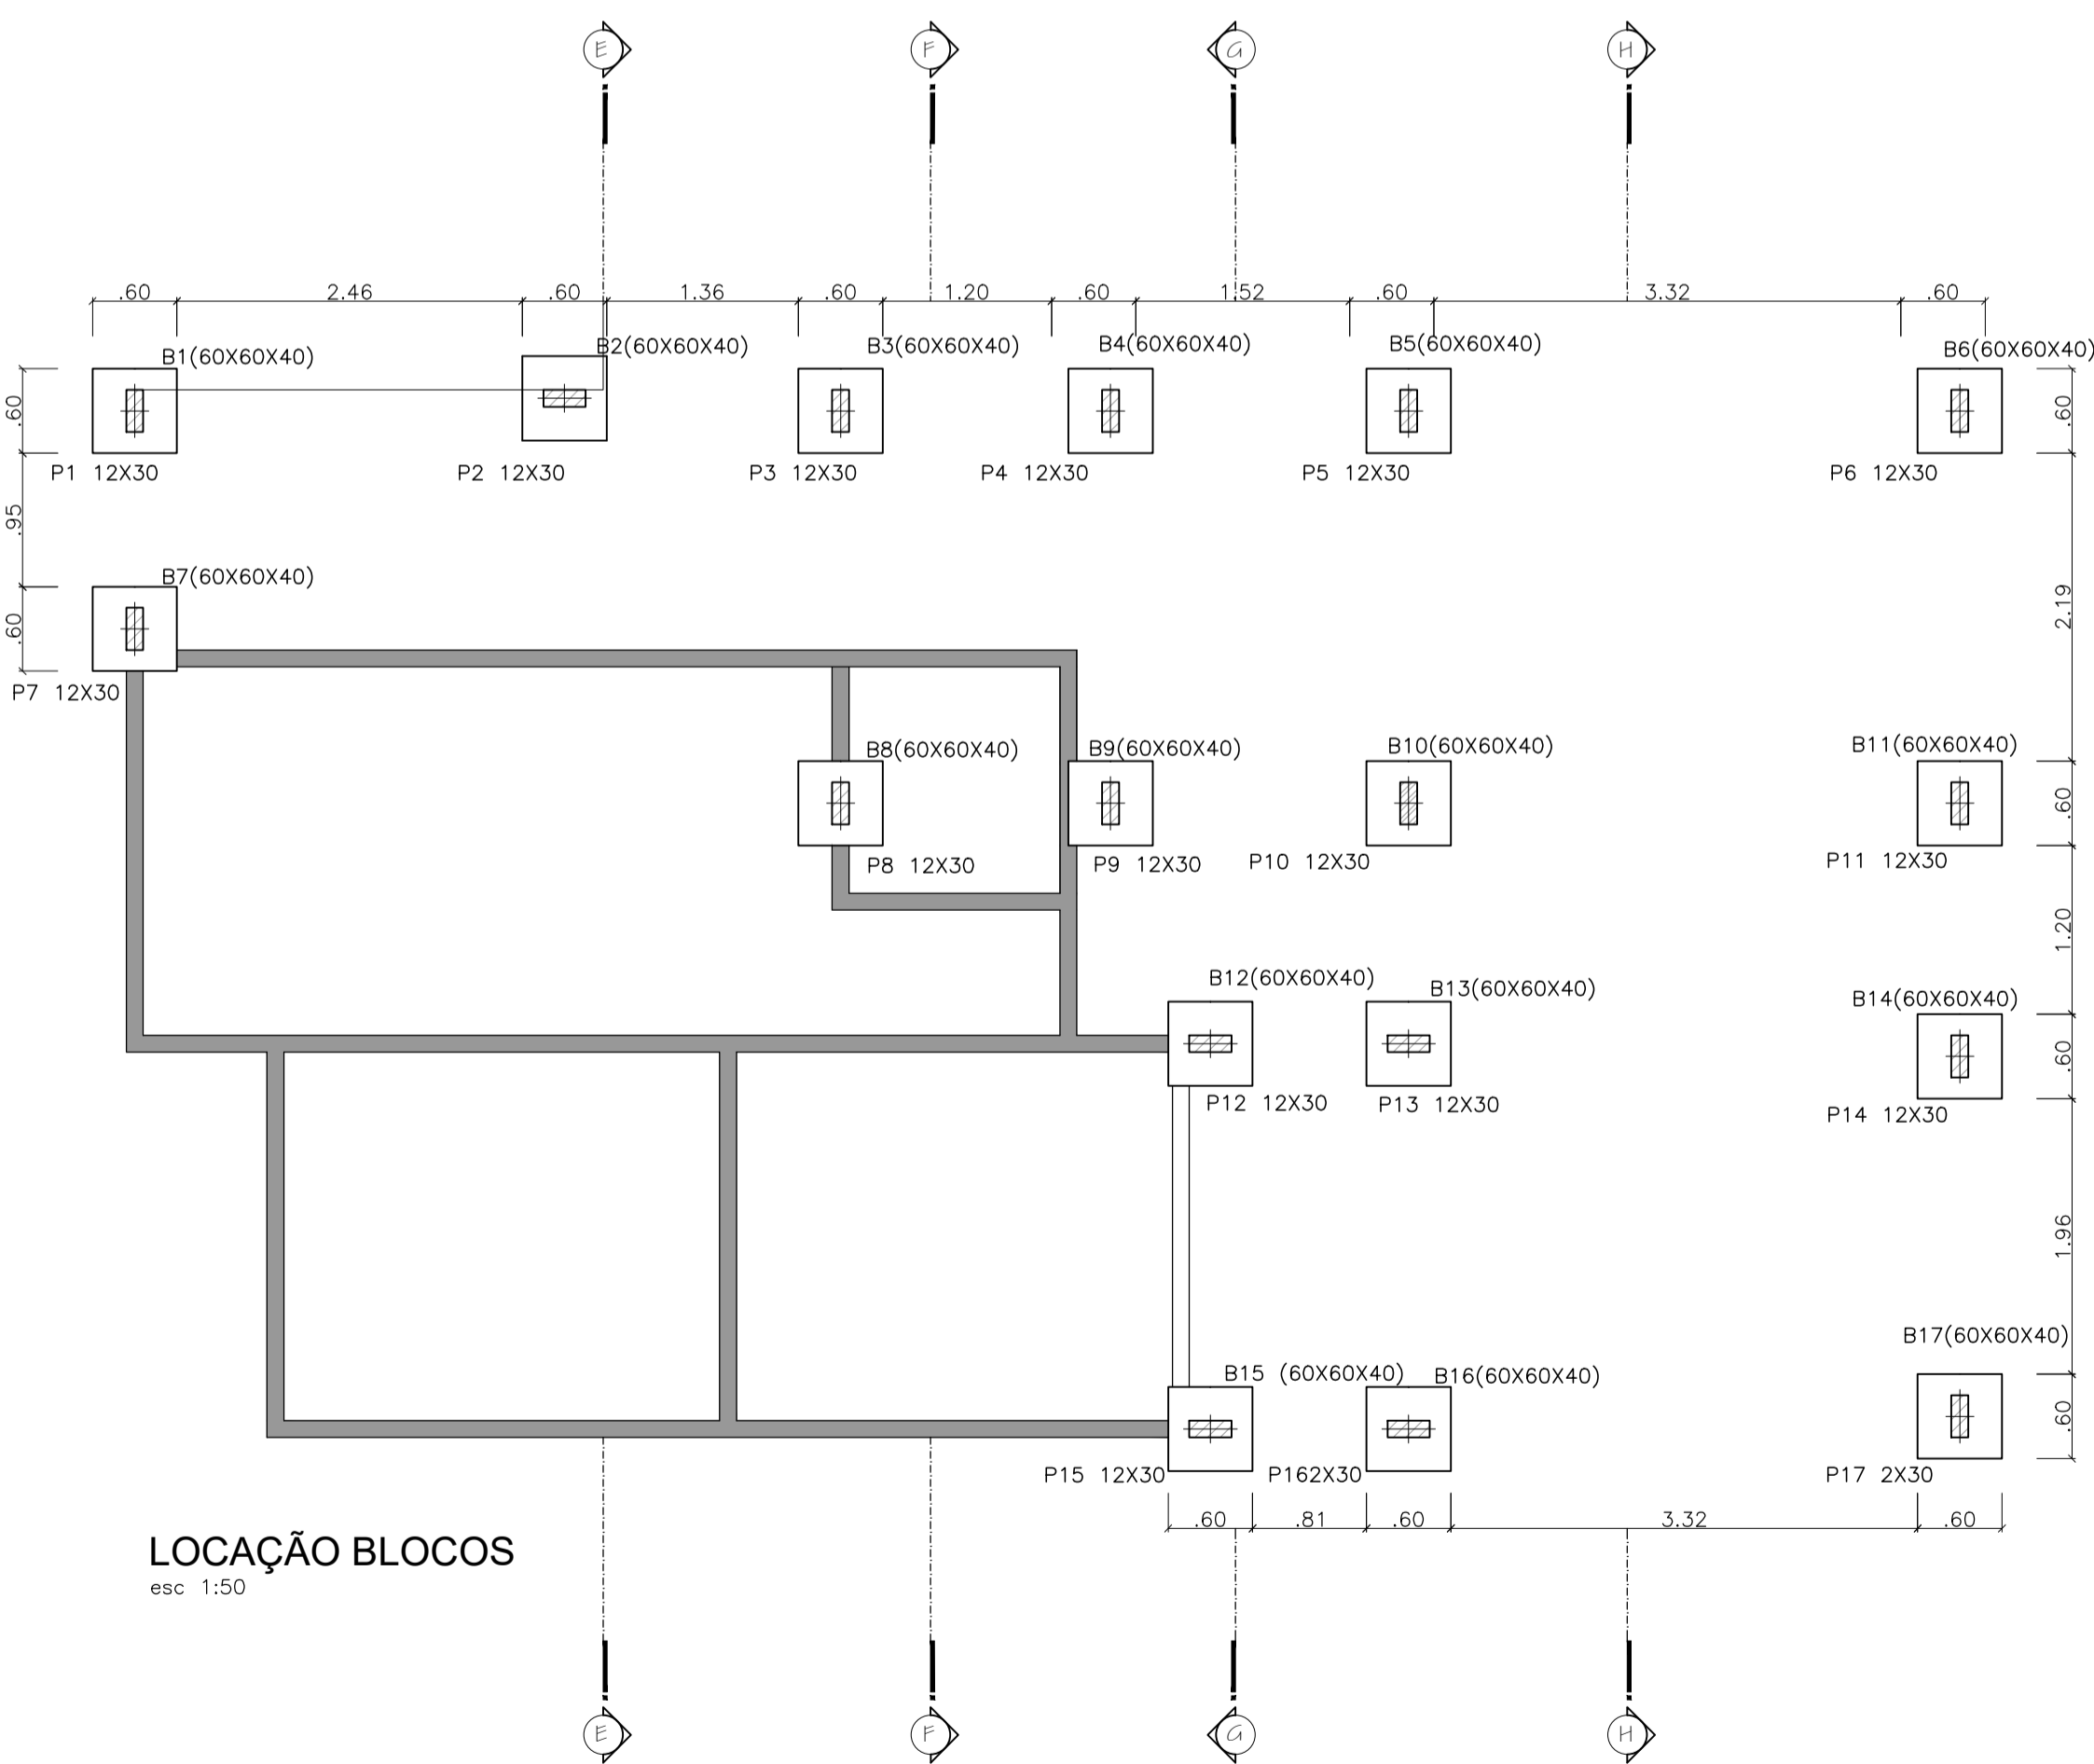 E F G H
.60 2.46 .60 1.36 .60 1.20 .60 1.52 .60 3.32 .60
B1(60X60X40) B2(60X60X40) B3(60X60X40) B4(60X60X40) B5(60X60X40) B6(60X60X40)
.60 .60
P1 12X30 P2 12X30 P3 12X30 P4 12X30 P5 12X30 P6 12X30
.95
B7(60X60X40)
2.19
.60
P7 12X30
B8(60X60X40) B9(60X60X40) B10(60X60X40) B11(60X60X40)
.60
P8 12X30 P9 12X30 P10 12X30 P11 12X30
1.20
B12(60X60X40) B13(60X60X40) B14(60X60X40)
.60
P12 12X30 P13 12X30 P14 12X30
1.96
B17(60X60X40)
B15 (60X60X40) B16(60X60X40)
.60
P15 12X30 P162X30 P17 2X30
.60 .81 .60 3.32 .60
LOCAÇÃO BLOCOS
esc 1:50
E F G H